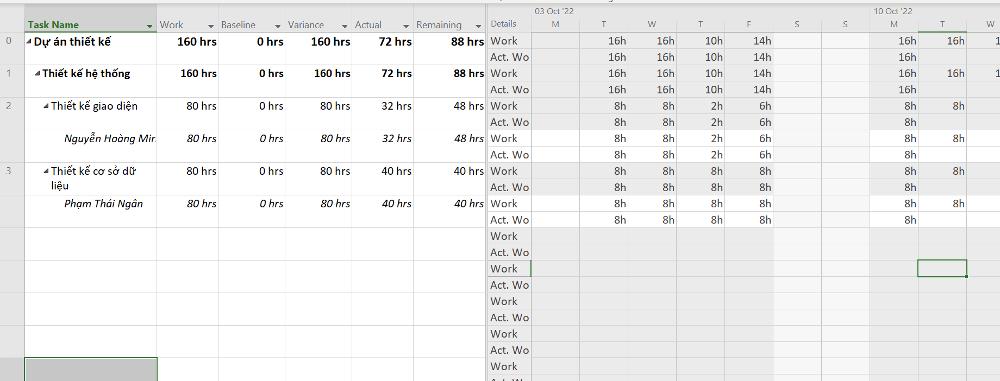 03 Oct '22 10 Oct '22
Task Name Work Baseline Variance Actual Remaining Details M T W T F S S M T W
0 Dự án thiết kế 160 hrs 0 hrs 160 hrs 72 hrs 88 hrs Work 16h 16h 10h 14h 16h 16h 1
Act. Wo 16h 16h 10h 14h 16h
1 Thiết kế hệ thống 160 hrs 0 hrs 160 hrs 72 hrs 88 hrs Work 16h 16h 10h 14h 16h 16h 1
Act. Wo 16h 16h 10h 14h 16h
2 Thiết kế giao diện 80 hrs 0 hrs 80 hrs 32 hrs 48 hrs Work 8h 8h 2h 6h 8h 8h
Act. Wo 8h 8h 2h 6h 8h
Nguyễn Hoàng Min 80 hrs 0 hrs 80 hrs 32 hrs 48 hrs Work 8h 8h 2h 6h 8h 8h
Act. Wo 8h 8h 2h 6h 8h
3 Thiết kế cơ sở dữ 80 hrs 0 hrs 80 hrs 40 hrs 40 hrs Work 8h 8h 8h 8h 8h 8h
liệu Act. Wo 8h 8h 8h 8h 8h
Phạm Thái Ngân 80 hrs 0 hrs 80 hrs 40 hrs 40 hrs Work 8h 8h 8h 8h 8h 8h
Act. Wo 8h 8h 8h 8h 8h
Work
Act. Wo
Work
Act. Wo
Work
Act. Wo
Work
Act. Wo
Work